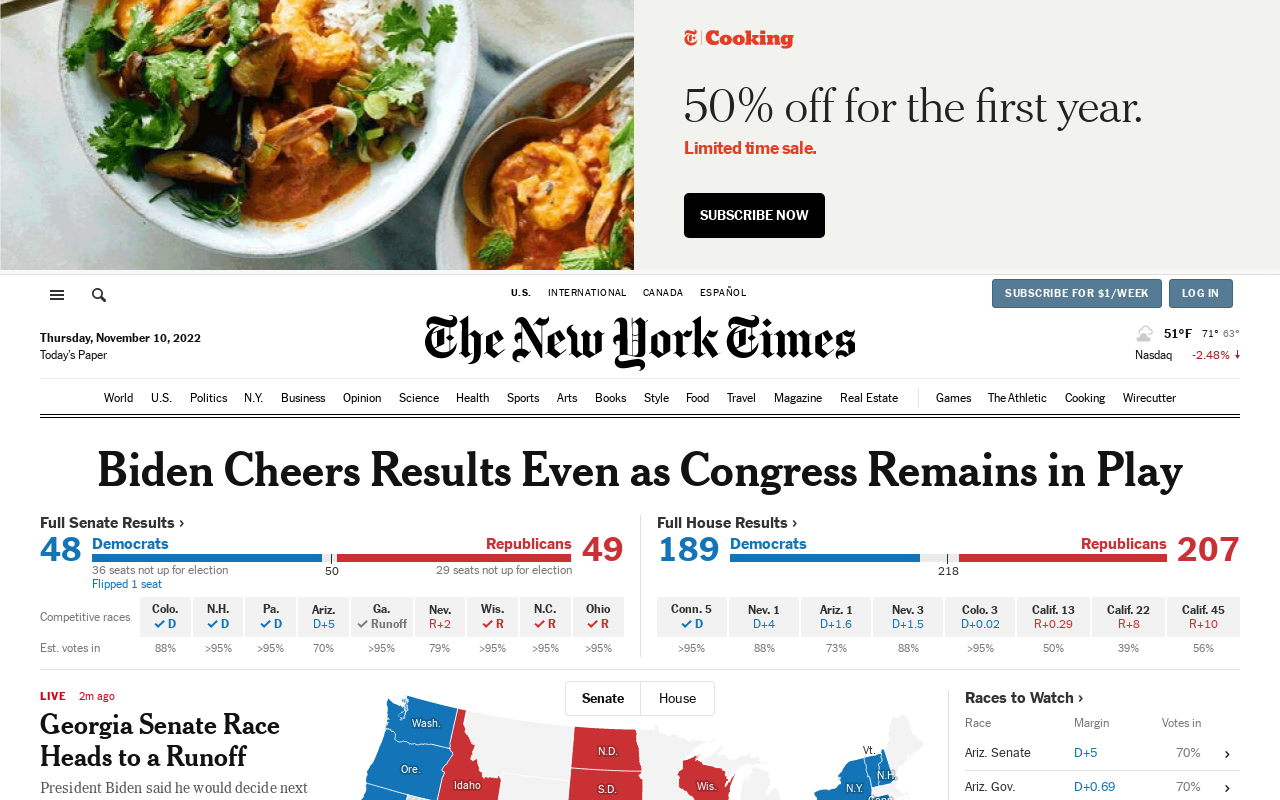 Cooking
50% off for the first year.
Limited time sale.
SUBSCRIBE NOW
U.S. INTERNATIONAL CANADA ESPAÑOL
SUBSCRIBE FOR $1/WEEK LOG IN
Thursday, November 10, 2022
Today's Paper
The New York Times
51°F 71° 63°
Nasdaq -2.48%
World U.S. Politics N.Y. Business Opinion Science Health Sports Arts Books Style Food Travel Magazine Real Estate Games The Athletic Cooking Wirecutter
Biden Cheers Results Even as Congress Remains in Play
Full Senate Results ›
48 Democrats Republicans 49
36 seats not up for election 50 29 seats not up for election
Flipped 1 seat
Competitive races
Colo. N.H. Pa. Ariz. Ga. Nev. Wis. N.C. Ohio
✓ D ✓ D ✓ D D+5 ✓ Runoff R+2 ✓ R ✓ R ✓ R
Est. votes in 88% >95% >95% 70% >95% 79% >95% >95% >95%
Full House Results ›
189 Democrats Republicans 207
218
Conn. 5 Nev. 1 Ariz. 1 Nev. 3 Colo. 3 Calif. 13 Calif. 22 Calif. 45
✓ D D+4 D+1.6 D+1.5 D+0.02 R+0.29 R+8 R+10
>95% 88% 73% 88% >95% 50% 39% 56%
LIVE 2m ago
Georgia Senate Race
Heads to a Runoff
President Biden said he would decide next
Senate House
Wash.
Ore.
Idaho
N.D.
S.D.
Wis.
Vt.
N.H.
N.Y.
Conn.
Races to Watch ›
Race Margin Votes in
Ariz. Senate D+5 70% ›
Ariz. Gov. D+0.69 70% ›